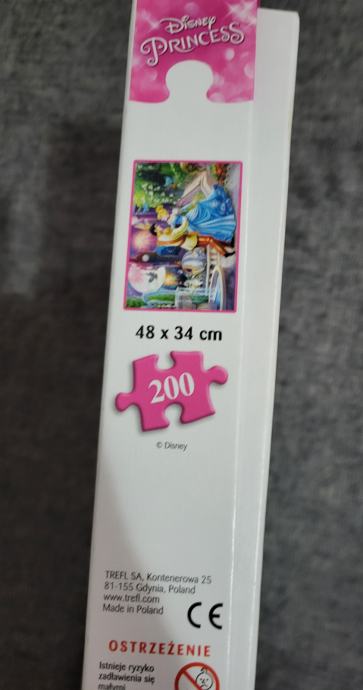 Disney
PRINCESS
48 x 34 cm
200
© Disney
TREFL SA, Kontenerowa 25
81-155 Gdynia, Poland
www.trefl.com
Made in Poland
CE
OSTRZEŻENIE
Istnieje ryzyko
zadławienia się
małymi